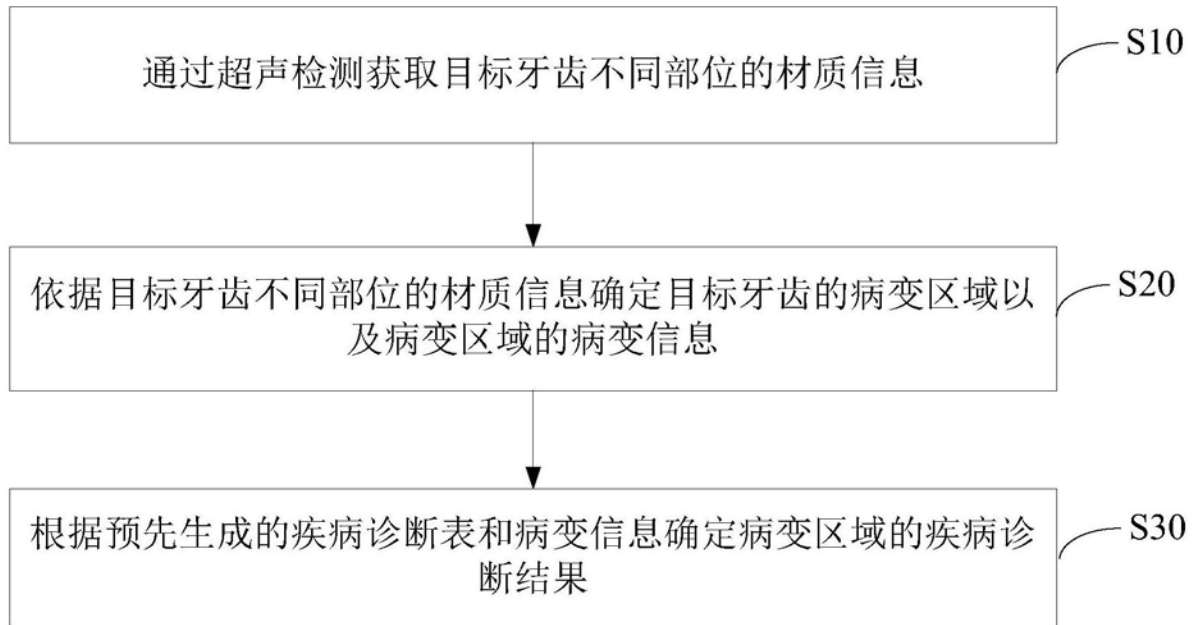 通过超声检测获取目标牙齿不同部位的材质信息
S10
依据目标牙齿不同部位的材质信息确定目标牙齿的病变区域以
及病变区域的病变信息
S20
根据预先生成的疾病诊断表和病变信息确定病变区域的疾病诊
断结果
S30